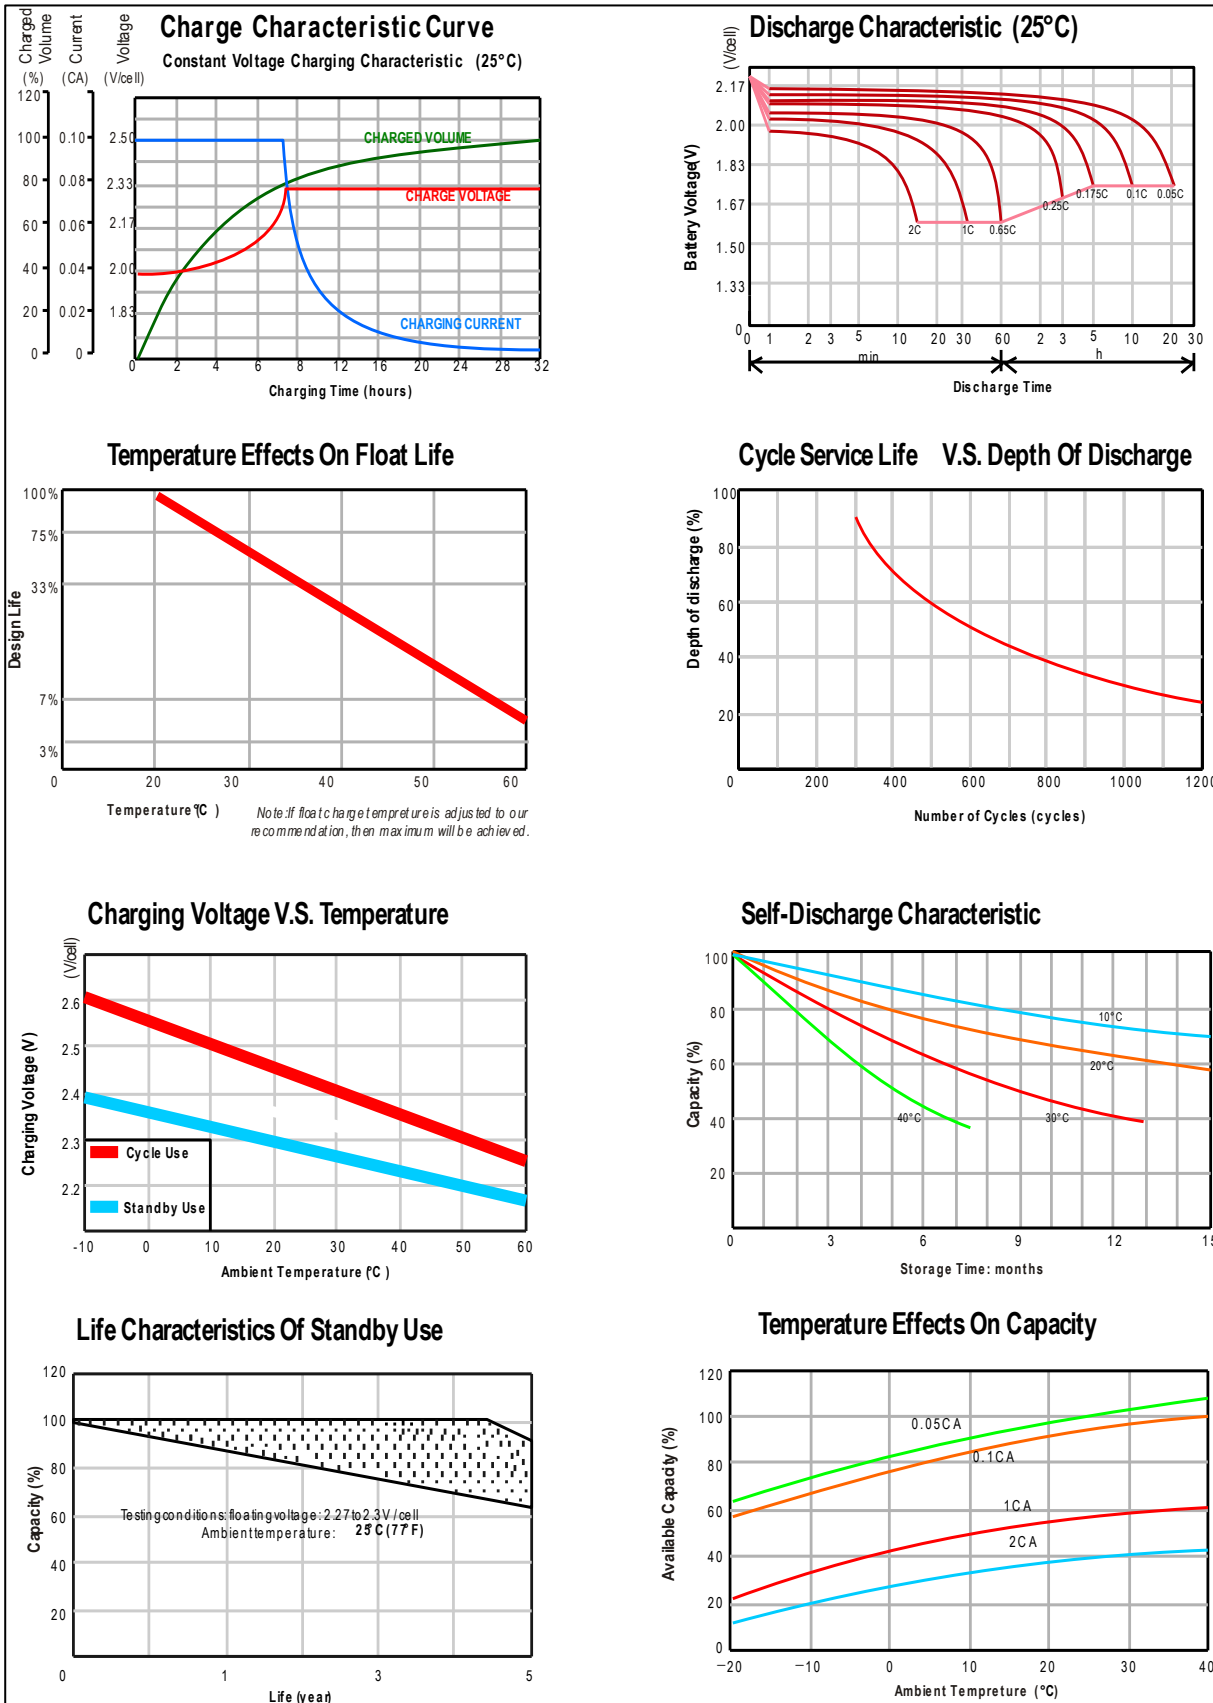 Charge Characteristic Curve
Constant Voltage Charging Characteristic (25°C)
Charged Volume
Current
Voltage
(%) (CA) (V/cell)
120
100 0.10 2.50
80 0.08 2.33
60 0.06 2.17
40 0.04 2.00
20 0.02 1.83
0 0
CHARGED VOLUME
CHARGE VOLTAGE
CHARGING CURRENT
0 2 4 6 8 12 16 20 24 28 32
Charging Time (hours)
Discharge Characteristic (25°C)
(V/cell)
Battery Voltage(V)
2.17
2.00
1.83
1.67
1.50
1.33
0
2C 1C 0.65C 0.25C 0.175C 0.1C 0.05C
0 1 2 3 5 10 20 30 60 2 3 5 10 20 30
min h
Discharge Time
Temperature Effects On Float Life
Design Life
100%
75%
33%
7%
3%
0 20 30 40 50 60
Temperature(°C )
Note:If float charge tempreture is adjusted to our
recommendation, then maximum will be achieved.
Cycle Service Life V.S. Depth Of Discharge
Depth of discharge (%)
100
80
60
40
20
0 200 400 600 800 1000 1200
Number of Cycles (cycles)
Charging Voltage V.S. Temperature
(V/cell)
Charging Voltage (V)
2.6
2.5
2.4
2.3
2.2
Cycle Use
Standby Use
-10 0 10 20 30 40 50 60
Ambient Temperature (°C )
Self-Discharge Characteristic
Capacity (%)
100
80
60
40
20
10°C
20°C
30°C
40°C
0 3 6 9 12 15
Storage Time: months
Life Characteristics Of Standby Use
Capacity (%)
120
100
80
60
40
20
Testing conditions: floating voltage: 2.27 to 2.3V /cell
Ambient temperature: 25°C (77°F)
0 1 3 5
Life (year)
Temperature Effects On Capacity
Available Capacity (%)
120
100
80
60
40
20
0
0.05CA
0.1CA
1CA
2CA
-20 -10 0 10 20 30 40
Ambient Tempreture (°C)